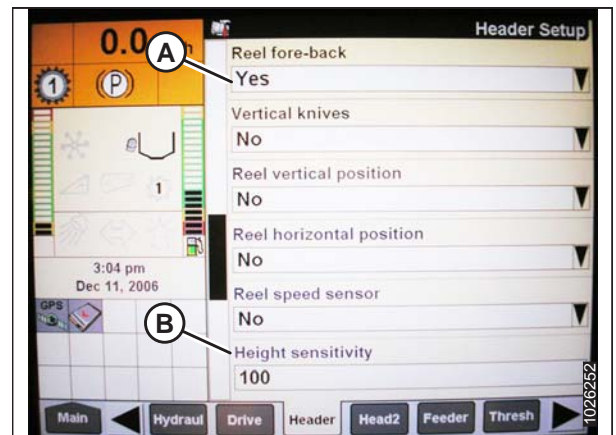 Header Setup
0.0
A
Reel fore-back
Yes
1
(P)
Vertical knives
No
1
Reel vertical position
No
Reel horizontal position
No
3:04 pm
Dec 11, 2006
GPS
Reel speed sensor
No
B
Height sensitivity
100
Main
Hydraul
Drive
Header
Head2
Feeder
Thresh
1026252